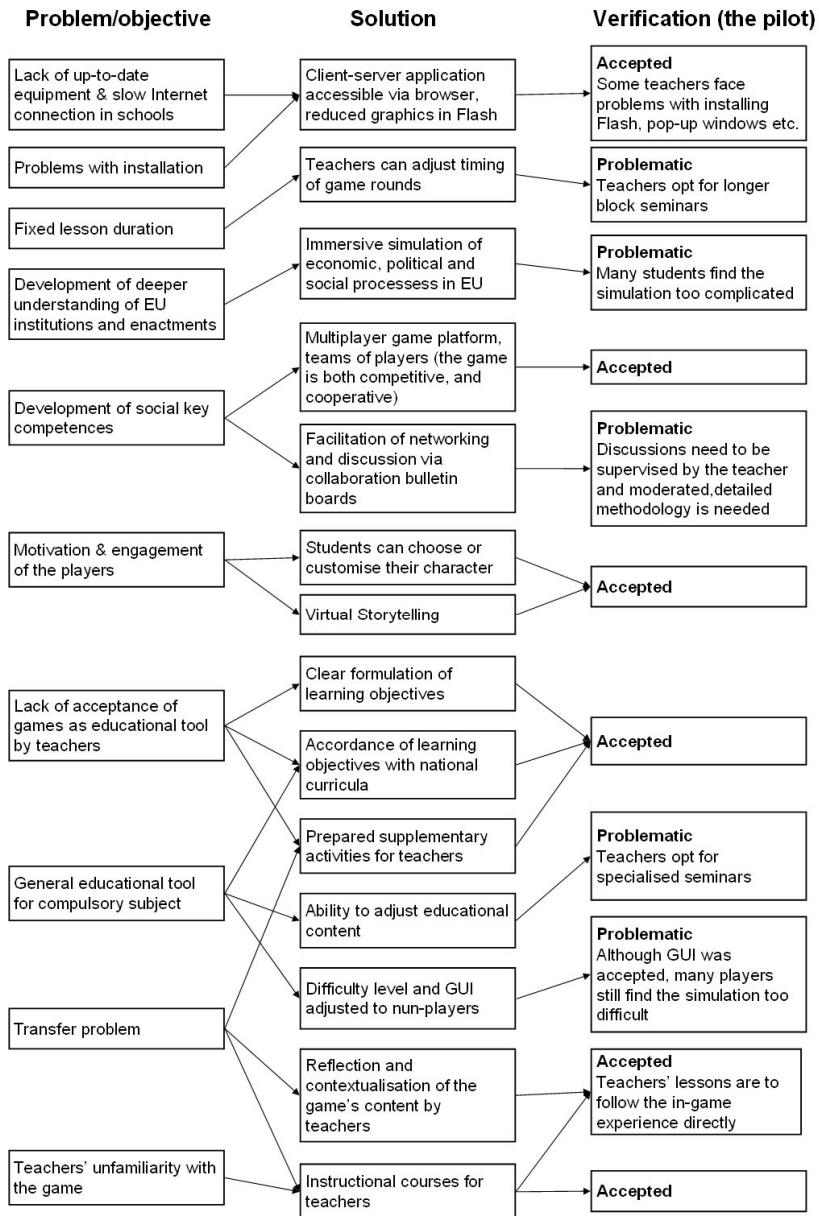 Problem/objective
Solution
Verification (the pilot)
Lack of up-to-date
equipment & slow Internet
connection in schools
Problems with installation
Fixed lesson duration
Development of deeper
understanding of EU
institutions and enactments
Development of social key
competences
Motivation & engagement
of the players
Lack of acceptance of
games as educational tool
by teachers
General educational tool
for compulsory subject
Transfer problem
Teachers' unfamiliarity with
the game
Client-server application
accessible via browser,
reduced graphics in Flash
Teachers can adjust timing
of game rounds
Immersive simulation of
economic, political and
social processess in EU
Multiplayer game platform,
teams of players (the game
is both competitive, and
cooperative)
Facilitation of networking
and discussion via
collaboration bulletin
boards
Students can choose or
customise their character
Virtual Storytelling
Clear formulation of
learning objectives
Accordance of learning
objectives with national
curricula
Prepared supplementary
activities for teachers
Ability to adjust educational
content
Difficulty level and GUI
adjusted to nun-players
Reflection and
contextualisation of the
game's content by
teachers
Instructional courses for
teachers
Accepted
Some teachers face
problems with installing
Flash, pop-up windows etc.
Problematic
Teachers opt for longer
block seminars
Problematic
Many students find the
simulation too complicated
Accepted
Problematic
Discussions need to be
supervised by the teacher
and moderated,detailed
methodology is needed
Accepted
Accepted
Problematic
Teachers opt for
specialised seminars
Problematic
Although GUI was
accepted, many players
still find the simulation too
difficult
Accepted
Teachers' lessons are to
follow the in-game
experience directly
Accepted